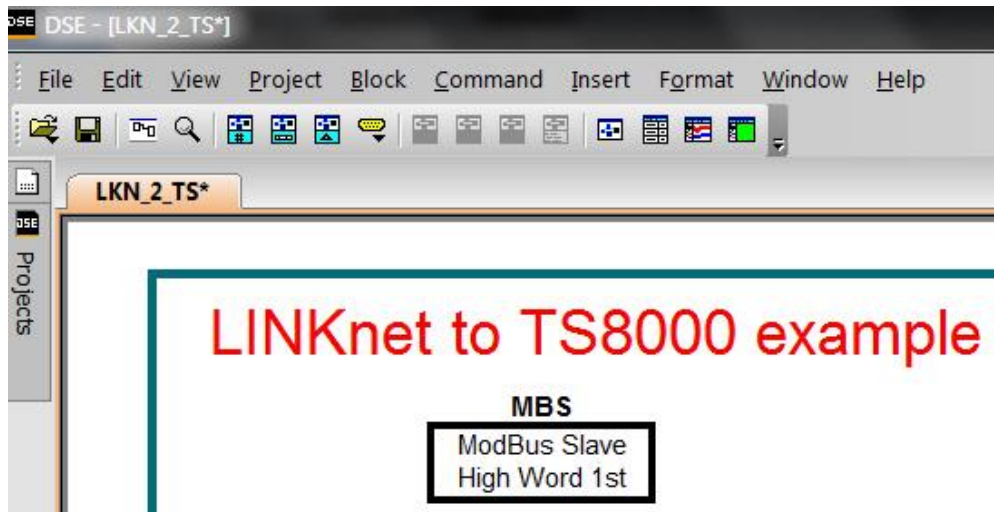 DSE DSE - [LKN_2_TS*]
File Edit View Project Block Command Insert Format Window Help
LKN_2_TS*
DSE
Projects
LINKnet to TS8000 example
MBS
ModBus Slave
High Word 1st